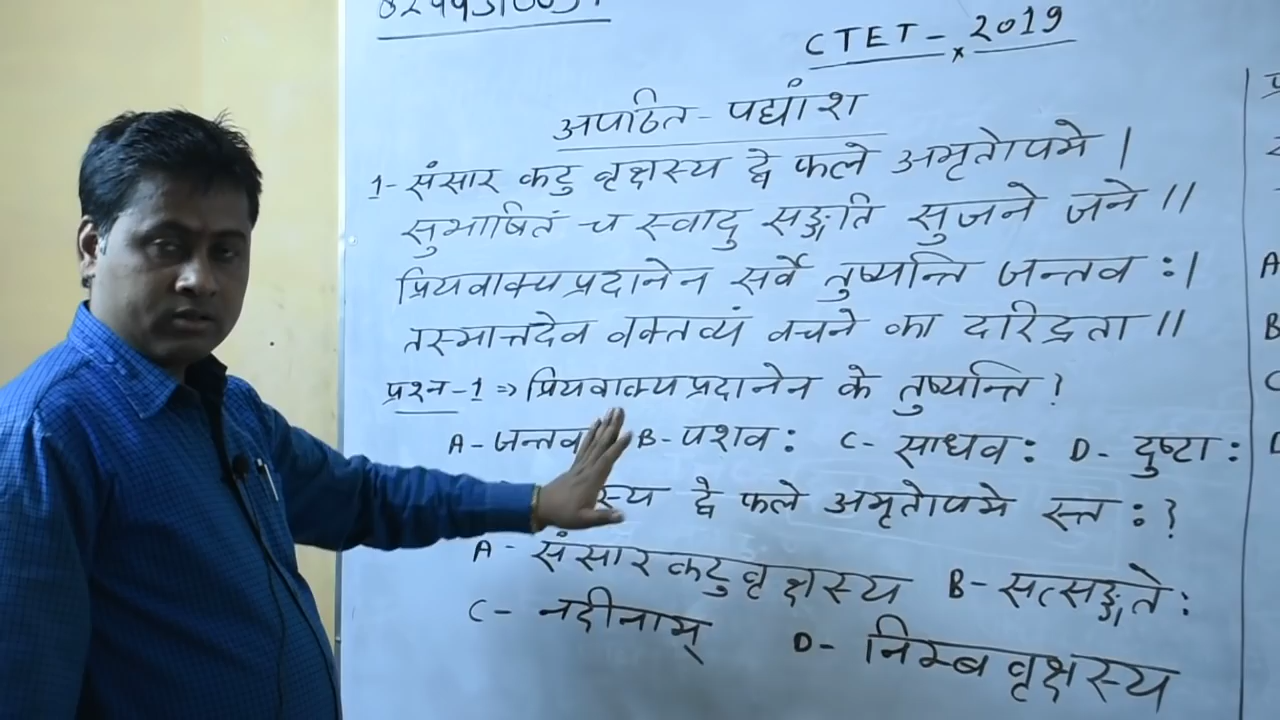 CTET - 2019
अपठित - पद्यांश
1- संसार कटु वृक्षस्य द्वे फले अमृतोपमे |
सुभाषितं च स्वादु सङ्गति सुजने जने ||
प्रियवाक्यप्रदानेन सर्वे तुष्यन्ति जन्तव : |
तस्मात्तदेव वक्तव्यं वचने का दारिद्रता ||
प्रश्न-1 => प्रियवाक्यप्रदानेन के तुष्यन्ति ?
A - जन्तव B - पशव : C - साधव : D - दुष्टा :
स्य द्वे फले अमृतोपमे स्त : ?
A - संसार कटुवृक्षस्य B - सत्सङ्गते :
C - नदीनाम् D - निम्ब वृक्षस्य
A
B
C